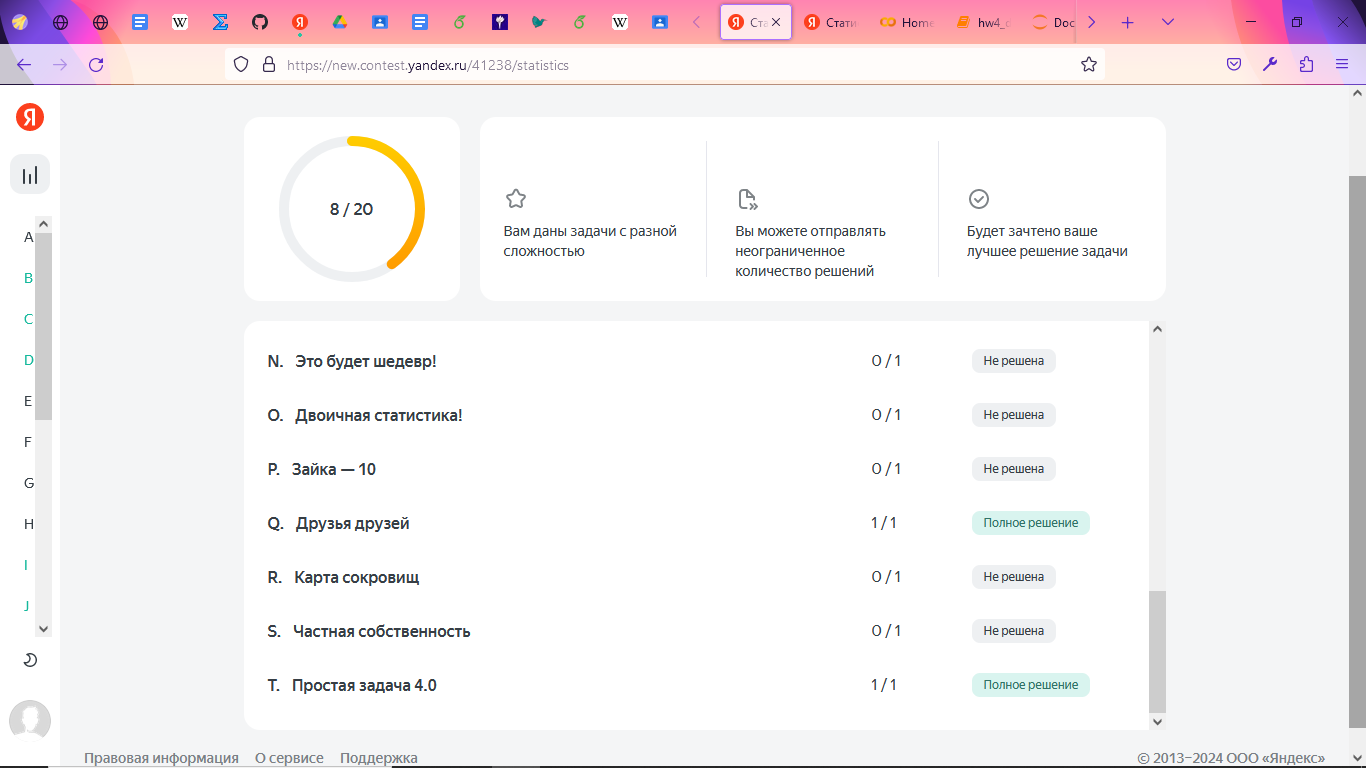 Ста
Стати
Home
hw4_
Doc
https://new.contest.yandex.ru/41238/statistics
Я
A
B
C
D
E
F
G
H
I
J
8 / 20
Вам даны задачи с разной
сложностью
Вы можете отправлять
неограниченное
количество решений
Будет зачтено ваше
лучшее решение задачи
N. Это будет шедевр! 0 / 1 Не решена
O. Двоичная статистика! 0 / 1 Не решена
P. Зайка — 10 0 / 1 Не решена
Q. Друзья друзей 1 / 1 Полное решение
R. Карта сокровищ 0 / 1 Не решена
S. Частная собственность 0 / 1 Не решена
T. Простая задача 4.0 1 / 1 Полное решение
Правовая информация О сервисе Поддержка © 2013–2024 ООО «Яндекс»